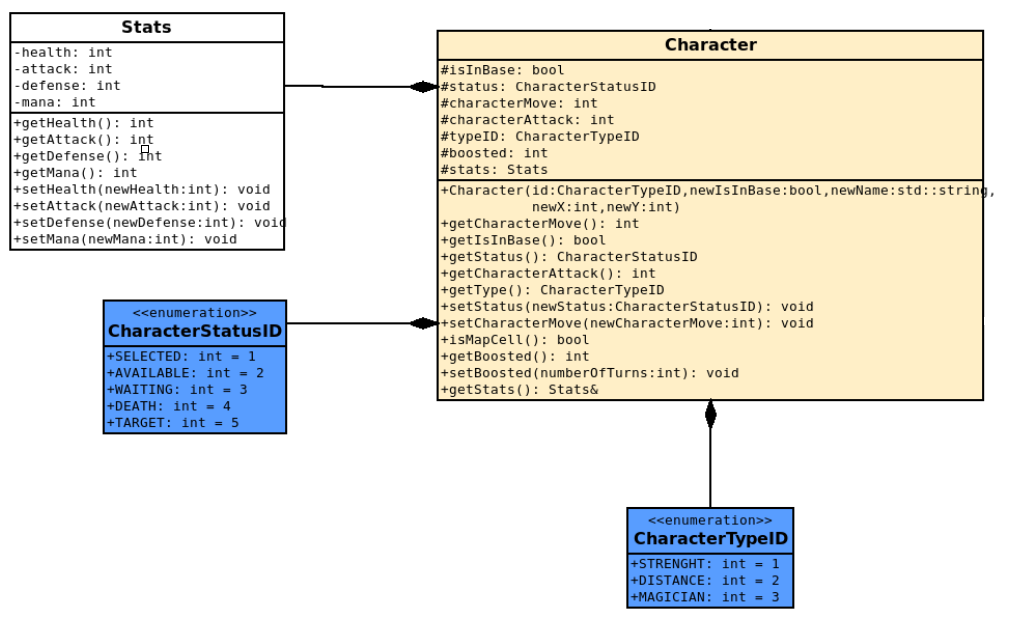 Stats
-health: int
-attack: int
-defense: int
-mana: int
+getHealth(): int
+getAttack(): int
+getDefense(): int
+getMana(): int
+setHealth(newHealth:int): void
+setAttack(newAttack:int): void
+setDefense(newDefense:int): void
+setMana(newMana:int): void
Character
#isInBase: bool
#status: CharacterStatusID
#characterMove: int
#characterAttack: int
#typeID: CharacterTypeID
#boosted: int
#stats: Stats
+Character(id:CharacterTypeID,newIsInBase:bool,newName:std::string,
newX:int,newY:int)
+getCharacterMove(): int
+getIsInBase(): bool
+getStatus(): CharacterStatusID
+getCharacterAttack(): int
+getType(): CharacterTypeID
+setStatus(newStatus:CharacterStatusID): void
+setCharacterMove(newCharacterMove:int): void
+isMapCell(): bool
+getBoosted(): int
+setBoosted(numberOfTurns:int): void
+getStats(): Stats&
<<enumeration>>
CharacterStatusID
+SELECTED: int = 1
+AVAILABLE: int = 2
+WAITING: int = 3
+DEATH: int = 4
+TARGET: int = 5
<<enumeration>>
CharacterTypeID
+STRENGHT: int = 1
+DISTANCE: int = 2
+MAGICIAN: int = 3